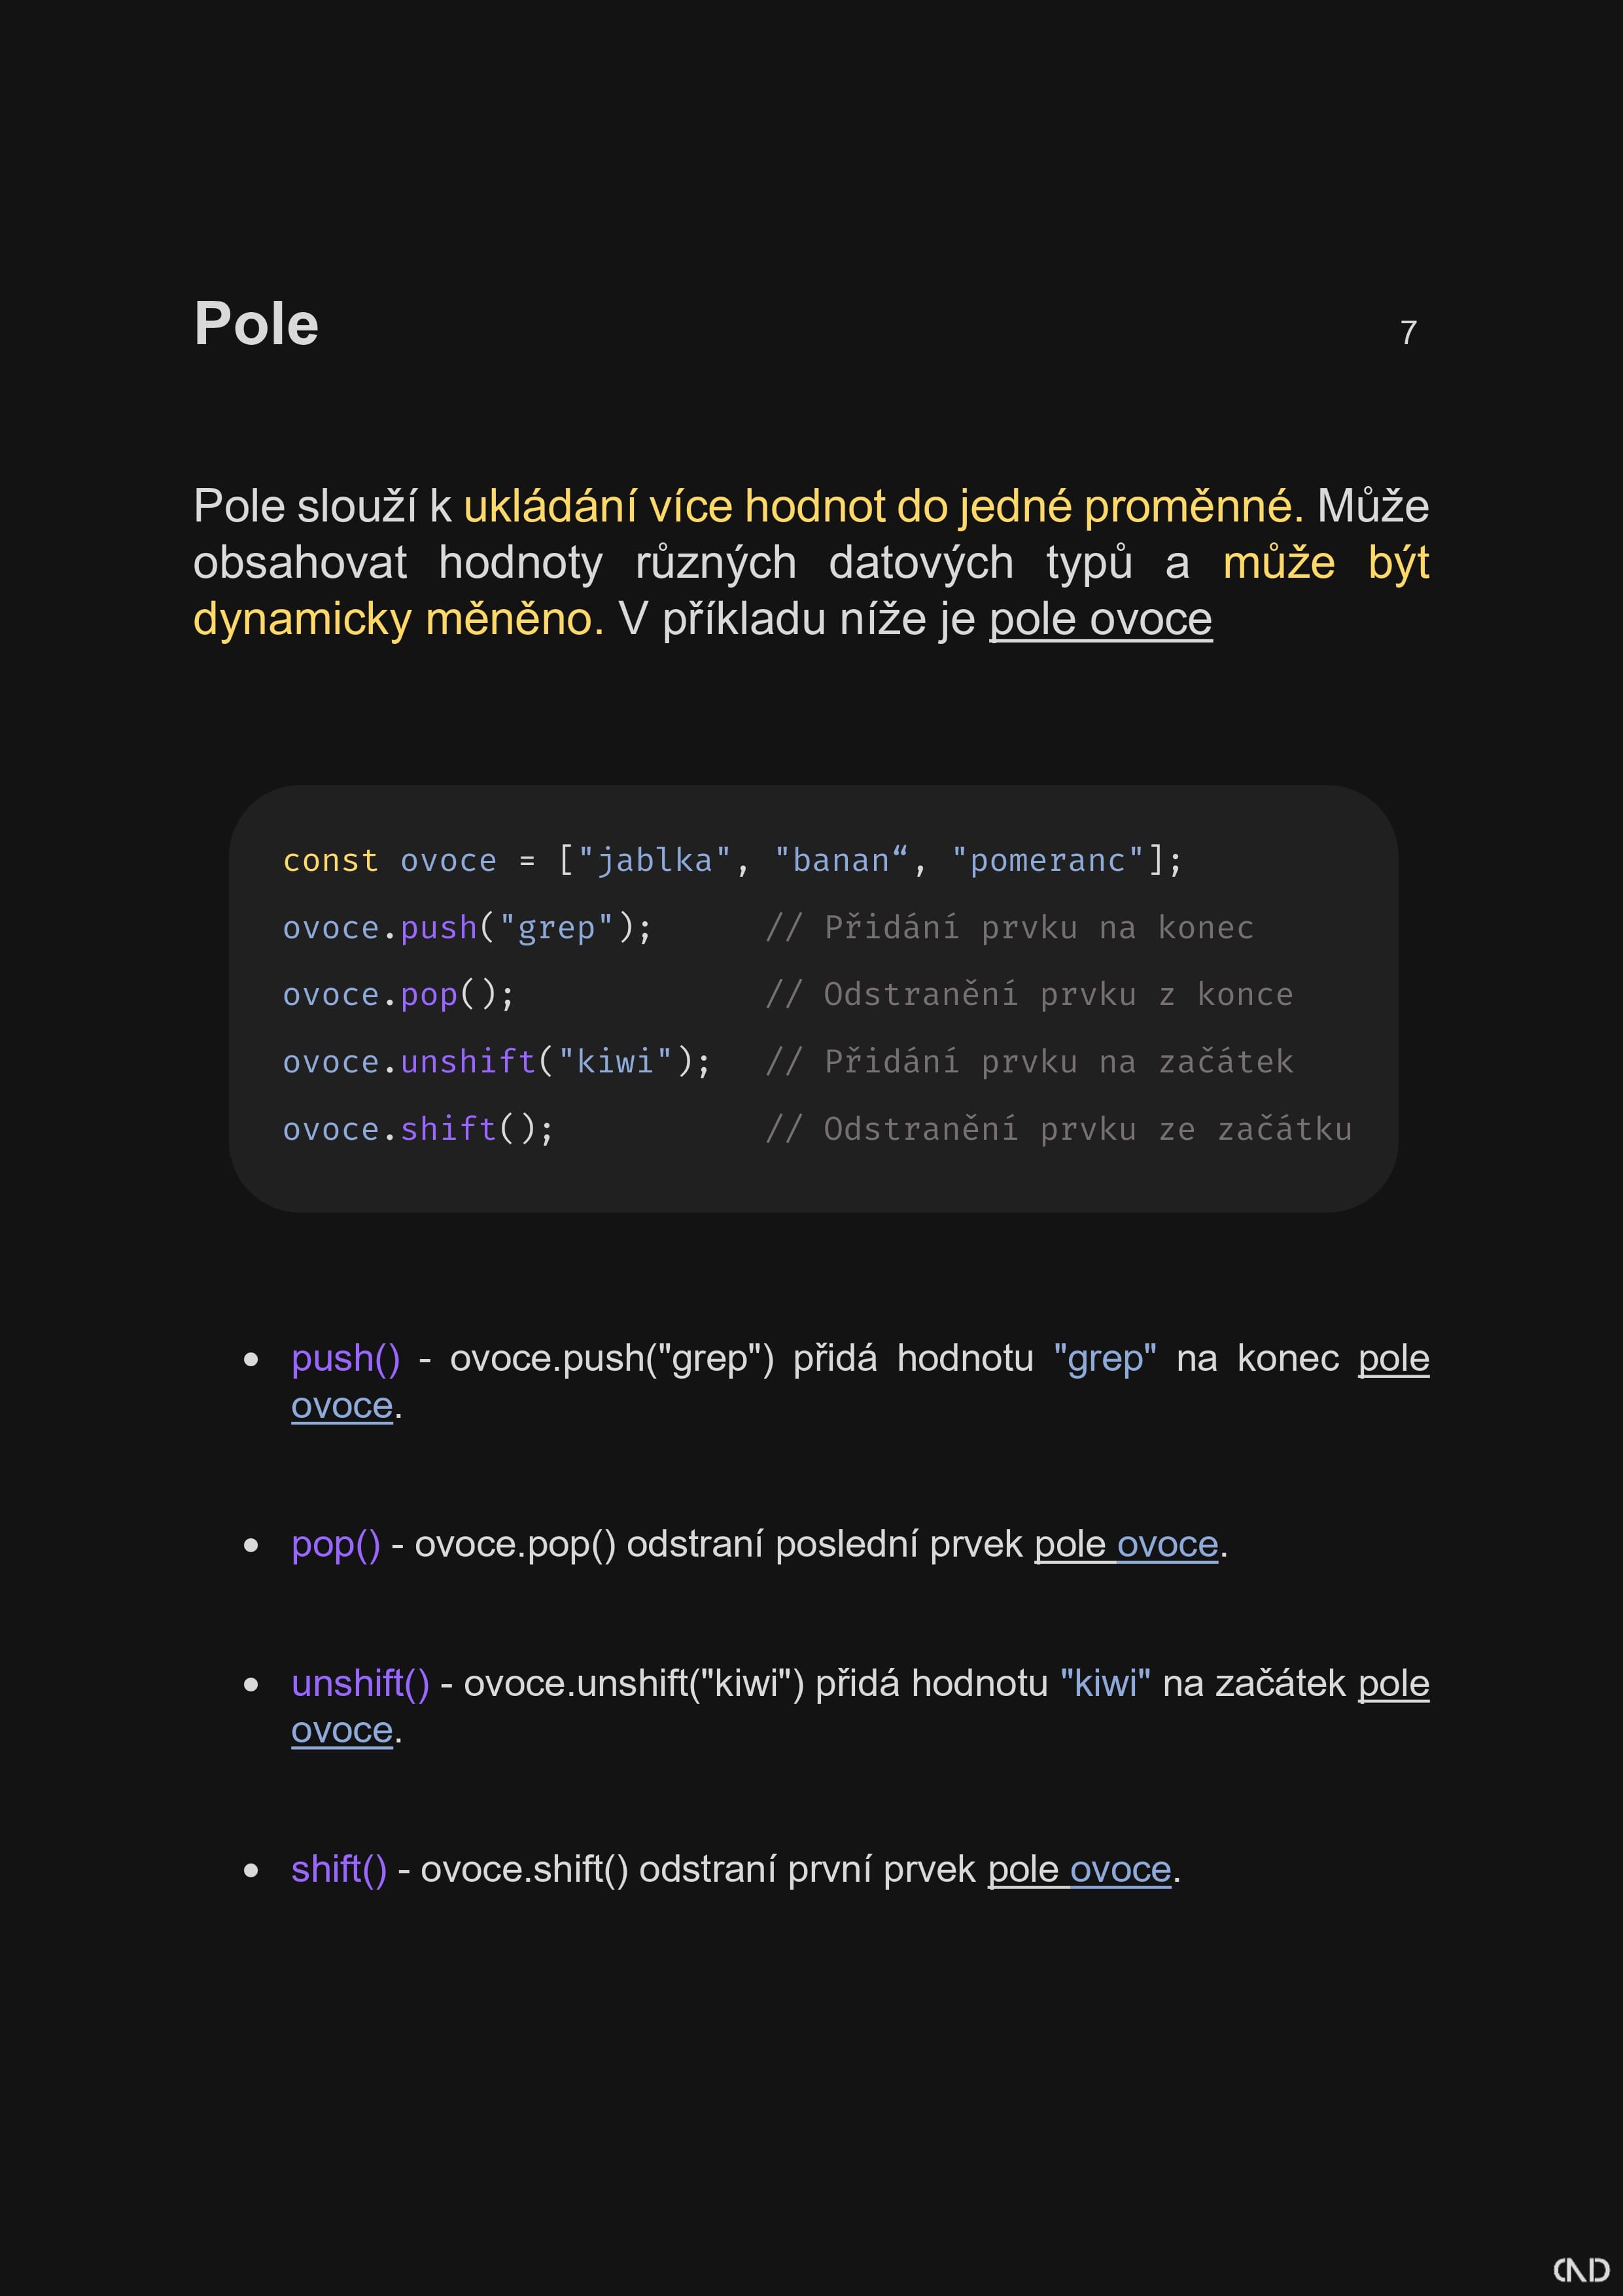 Pole
7
Pole slouží k ukládání více hodnot do jedné proměnné. Může
obsahovat hodnoty různých datových typů a může být
dynamicky měněno. V příkladu níže je pole ovoce
const ovoce = ["jablka", "banan“, "pomeranc"];
ovoce.push("grep"); // Přidání prvku na konec
ovoce.pop(); // Odstranění prvku z konce
ovoce.unshift("kiwi"); // Přidání prvku na začátek
ovoce.shift(); // Odstranění prvku ze začátku
● push() - ovoce.push("grep") přidá hodnotu "grep" na konec pole
ovoce.
● pop() - ovoce.pop() odstraní poslední prvek pole ovoce.
● unshift() - ovoce.unshift("kiwi") přidá hodnotu "kiwi" na začátek pole
ovoce.
● shift() - ovoce.shift() odstraní první prvek pole ovoce.